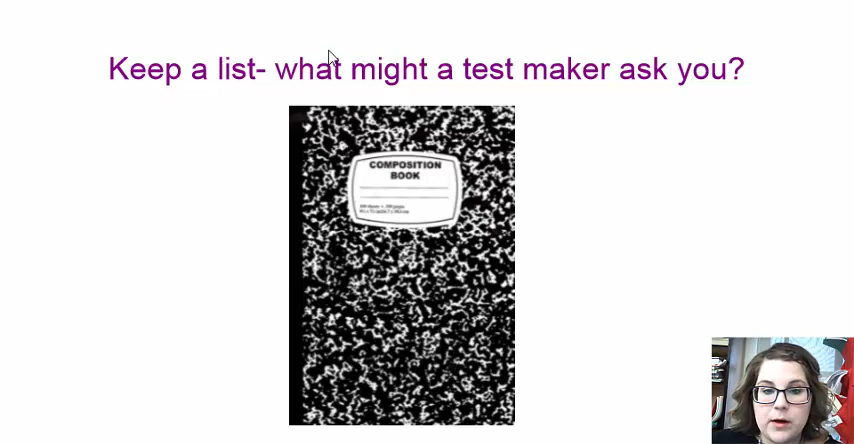 Keep a list- what might a test maker ask you?
COMPOSITION
BOOK